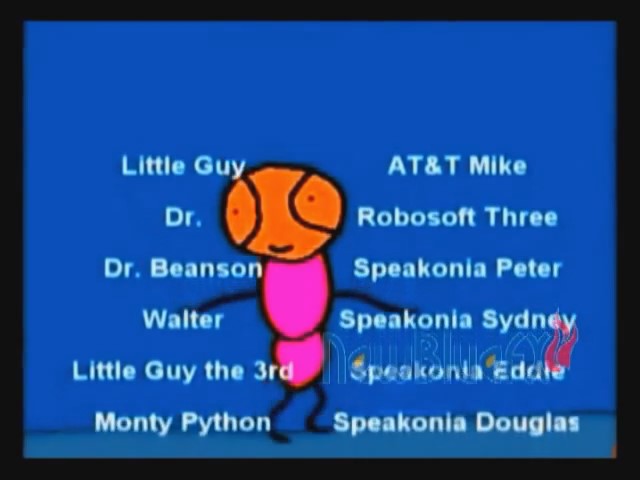 Little Guy AT&T Mike
Dr. Robosoft Three
Dr. Beanson Speakonia Peter
Walter Speakonia Sydney
Little Guy the 3rd Speakonia Eddie
Monty Python Speakonia Douglas
NewBlueFX